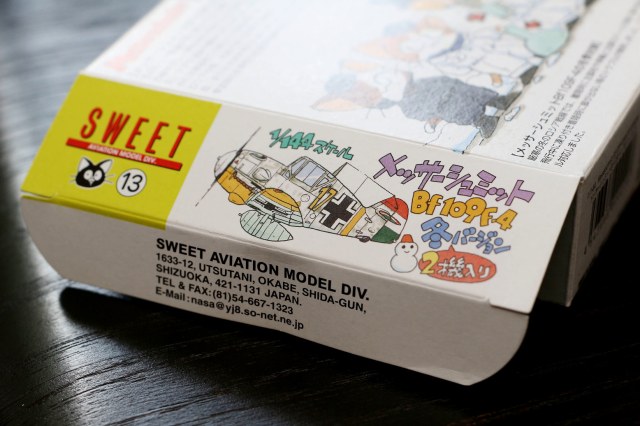 SWEET
AVIATION MODEL DIV.
13
1/144スケール
メッサーシュミット
Bf109F-4
冬バージョン
2機入り
SWEET AVIATION MODEL DIV.
1633-12, UTSUTANI, OKABE, SHIDA-GUN,
SHIZUOKA, 421-1131 JAPAN.
TEL & FAX:(81)54-667-1323
E-Mail:nasa@yj8.so-net.ne.jp